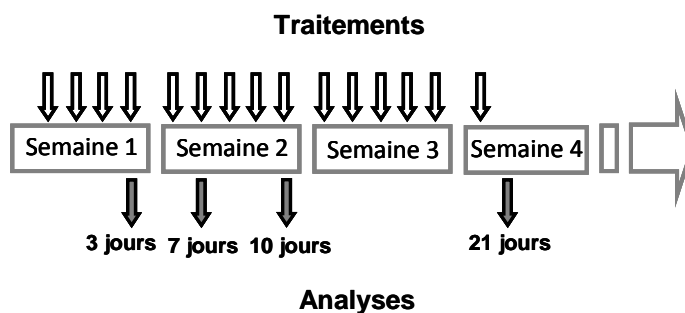 Traitements
Semaine 1
Semaine 2
Semaine 3
Semaine 4
3 jours
7 jours
10 jours
21 jours
Analyses